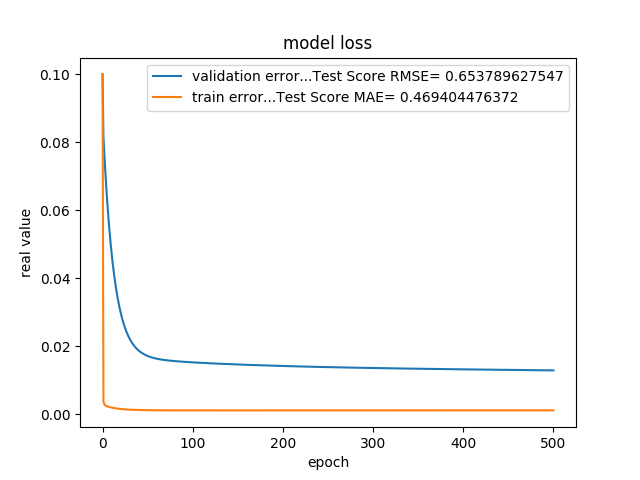 model loss
validation error...Test Score RMSE= 0.653789627547
train error...Test Score MAE= 0.469404476372
0.10
0.08
0.06
0.04
0.02
0.00
real value
0
100
200
300
400
500
epoch